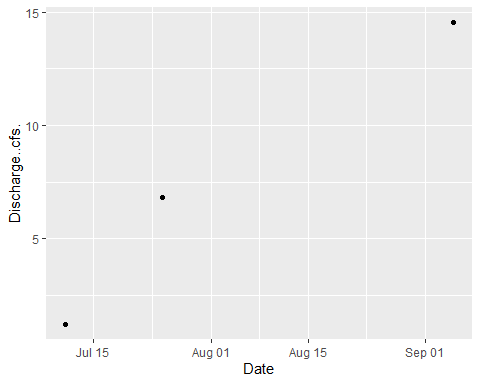 15
10
5
Discharge..cfs.
Jul 15
Aug 01
Aug 15
Sep 01
Date